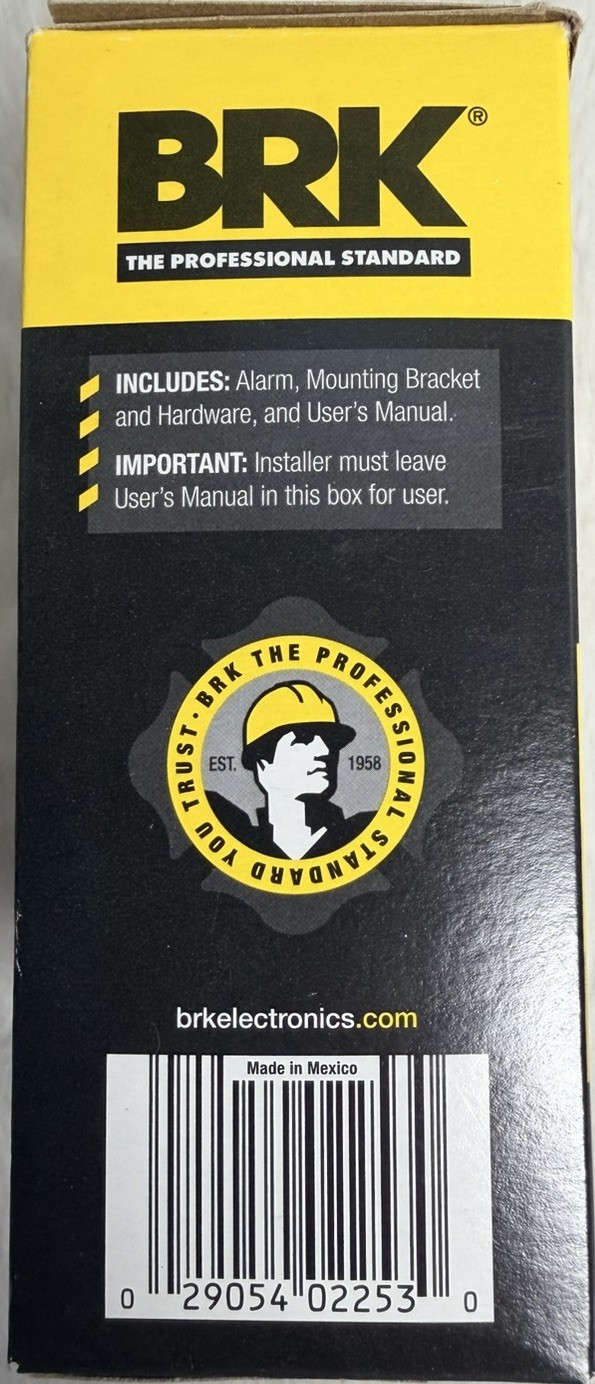 BRK®
THE PROFESSIONAL STANDARD
INCLUDES: Alarm, Mounting Bracket
and Hardware, and User's Manual.
IMPORTANT: Installer must leave
User's Manual in this box for user.
BRK THE PROFESSIONAL STANDARD YOU TRUST·
EST. 1958
brkelectronics.com
Made in Mexico
0 29054 02253 0